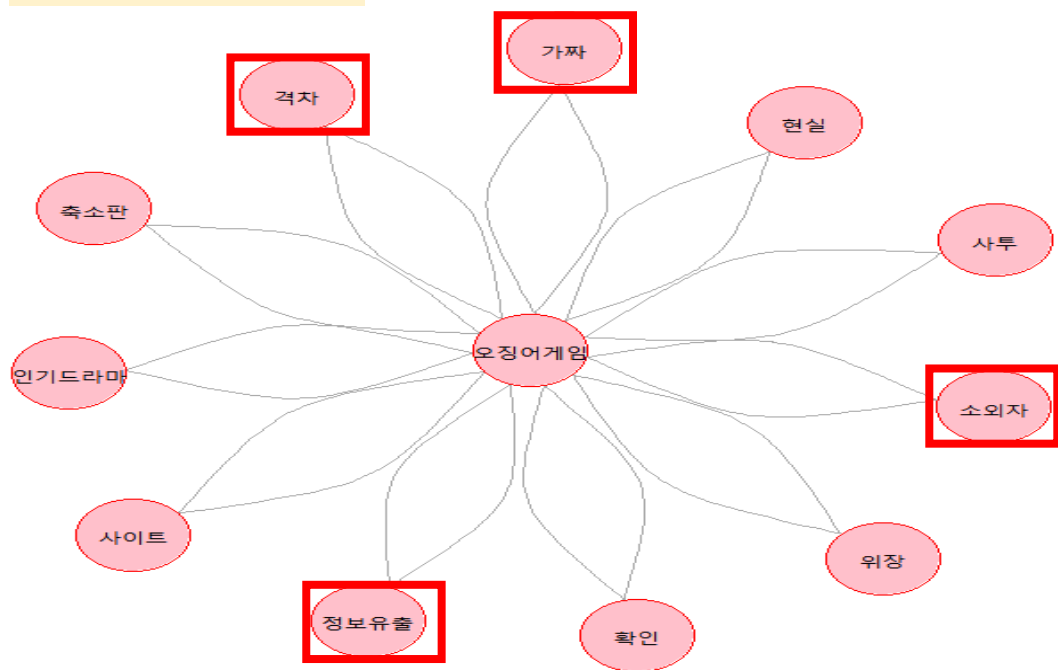 가짜
격차
현실
축소판
사투
오징어게임
인기드라마
소외자
사이트
위장
정보유출
확인